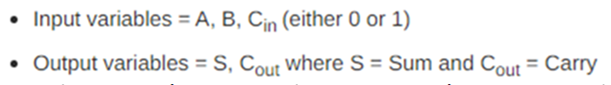 • Input variables = A, B, Cin (either 0 or 1)
• Output variables = S, Cout where S = Sum and Cout = Carry